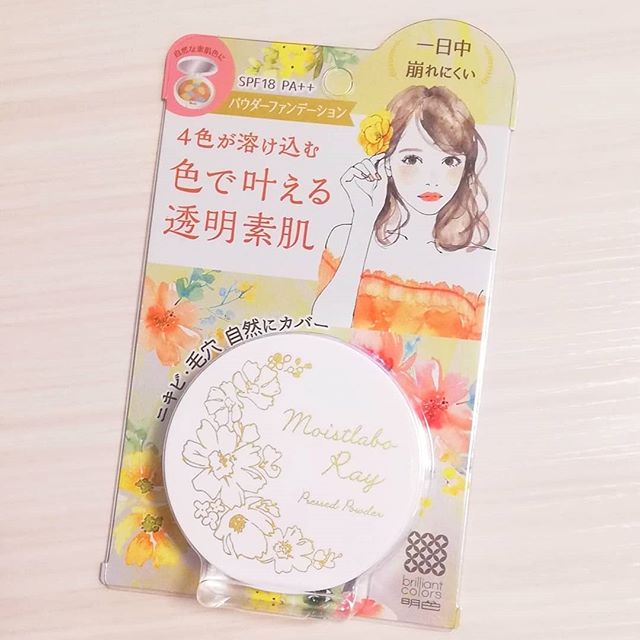 自然な素肌色に
SPF18 PA++
パウダーファンデーション
一日中
崩れにくい
4色が溶け込む
色で叶える
透明素肌
ニキビ・毛穴 自然にカバー
Moistlabo
Ray
Pressed Powder
brilliant
colors
明色